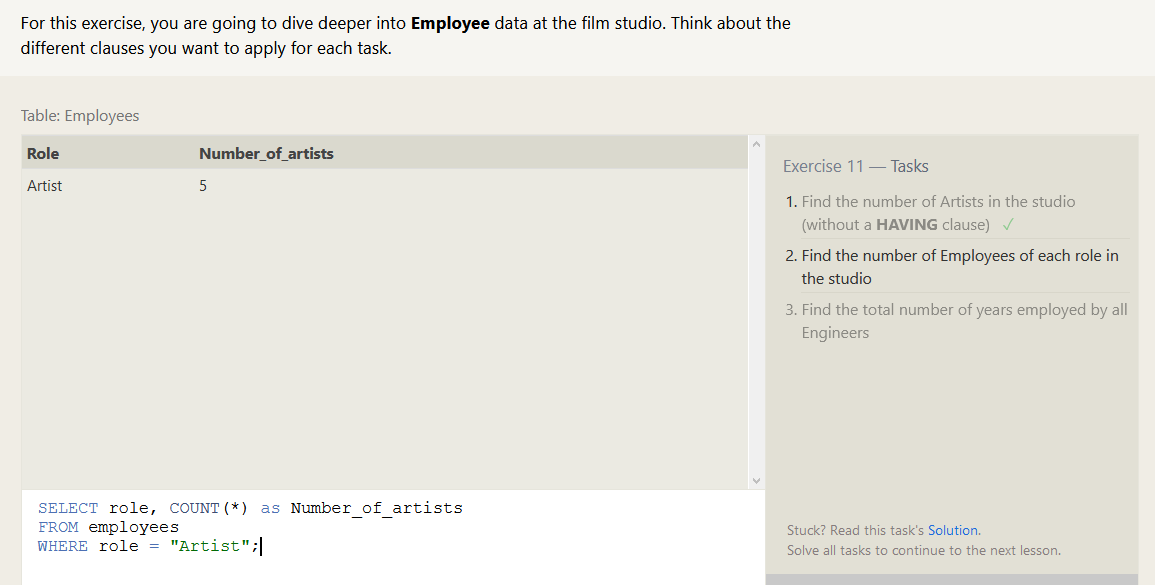 For this exercise, you are going to dive deeper into Employee data at the film studio. Think about the
different clauses you want to apply for each task.
Table: Employees
Role Number_of_artists
Artist 5
SELECT role, COUNT(*) as Number_of_artists
FROM employees
WHERE role = "Artist";
Exercise 11 — Tasks
1. Find the number of Artists in the studio
(without a HAVING clause) ✓
2. Find the number of Employees of each role in
the studio
3. Find the total number of years employed by all
Engineers
Stuck? Read this task's Solution.
Solve all tasks to continue to the next lesson.